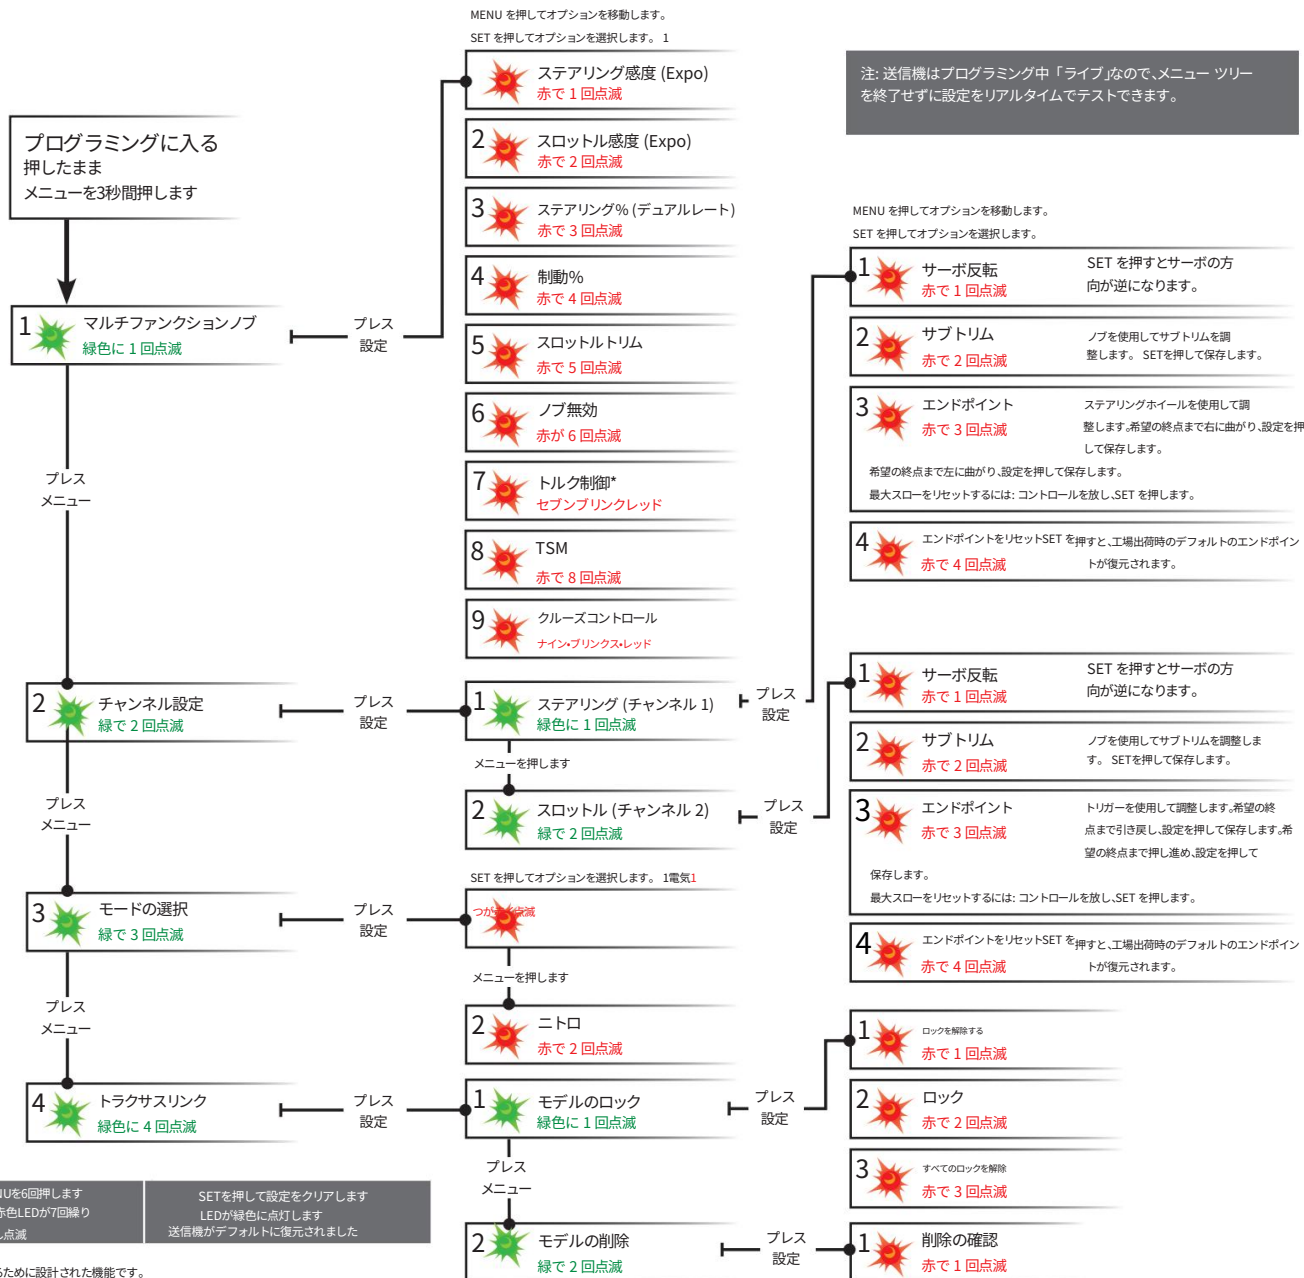 MENU を押してオプションを移動します。
SET を押してオプションを選択します。 1
ステアリング感度 (Expo)
赤で 1 回点滅
2
スロットル感度 (Expo)
赤で 2 回点滅
3
ステアリング% (デュアルレート)
赤で 3 回点滅
4
制動%
赤で 4 回点滅
5
スロットルトリム
赤で 5 回点滅
6
ノブ無効
赤が 6 回点滅
7
トルク制御*
セブンブリンクレッド
8
TSM
赤で 8 回点滅
9
クルーズコントロール
ナイン・ブリンクス・レッド
注: 送信機はプログラミング中「ライブ」なので、メニュー ツリー
を終了せずに設定をリアルタイムでテストできます。
プログラミングに入る
押したまま
メニューを3秒間押します
1
マルチファンクションノブ
緑色に 1 回点滅
プレス
設定
プレス
メニュー
2
チャンネル設定
緑で 2 回点滅
プレス
設定
1
ステアリング (チャンネル 1)
緑色に 1 回点滅
プレス
設定
メニューを押します
2
スロットル (チャンネル 2)
緑で 2 回点滅
プレス
設定
MENU を押してオプションを移動します。
SET を押してオプションを選択します。
1
サーボ反転
赤で 1 回点滅
SET を押すとサーボの方
向が逆になります。
2
サブトリム
赤で 2 回点滅
ノブを使用してサブトリムを調
整します。 SETを押して保存します。
3
エンドポイント
赤で 3 回点滅
ステアリングホイールを使用して調
整します。希望の終点まで右に曲がり、設定を押
して保存します。
希望の終点まで左に曲がり、設定を押して保存します。
最大スローをリセットするには: コントロールを放し、SET を押します。
4
エンドポイントをリセットSET を押すと、工場出荷時のデフォルトのエンドポイン
赤で 4 回点滅
トが復元されます。
1
サーボ反転
赤で 1 回点滅
SET を押すとサーボの方
向が逆になります。
2
サブトリム
赤で 2 回点滅
ノブを使用してサブトリムを調整しま
す。 SETを押して保存します。
3
エンドポイント
赤で 3 回点滅
トリガーを使用して調整します。希望の終
点まで引き戻し、設定を押して保存します。希
望の終点まで押し進め、設定を押して
保存します。
最大スローをリセットするには: コントロールを放し、SET を押します。
4
エンドポイントをリセットSET を押すと、工場出荷時のデフォルトのエンドポイン
赤で 4 回点滅
トが復元されます。
プレス
メニュー
3
モードの選択
緑で 3 回点滅
プレス
設定
SET を押してオプションを選択します。 1電気1
点滅
メニューを押します
2
ニトロ
赤で 2 回点滅
プレス
メニュー
4
トラクサスリンク
緑色に 4 回点滅
プレス
設定
1
モデルのロック
緑色に 1 回点滅
プレス
設定
1
ロックを解除する
赤で 1 回点滅
2
ロック
赤で 2 回点滅
3
すべてのロックを解除
赤で 3 回点滅
プレス
メニュー
2
モデルの削除
緑で 2 回点滅
プレス
設定
1
削除の確認
赤で 1 回点滅
NUを6回押します
赤色LEDが7回繰り
し点滅
SETを押して設定をクリアします
LEDが緑色に点灯します
送信機がデフォルトに復元されました
るために設計された機能です。